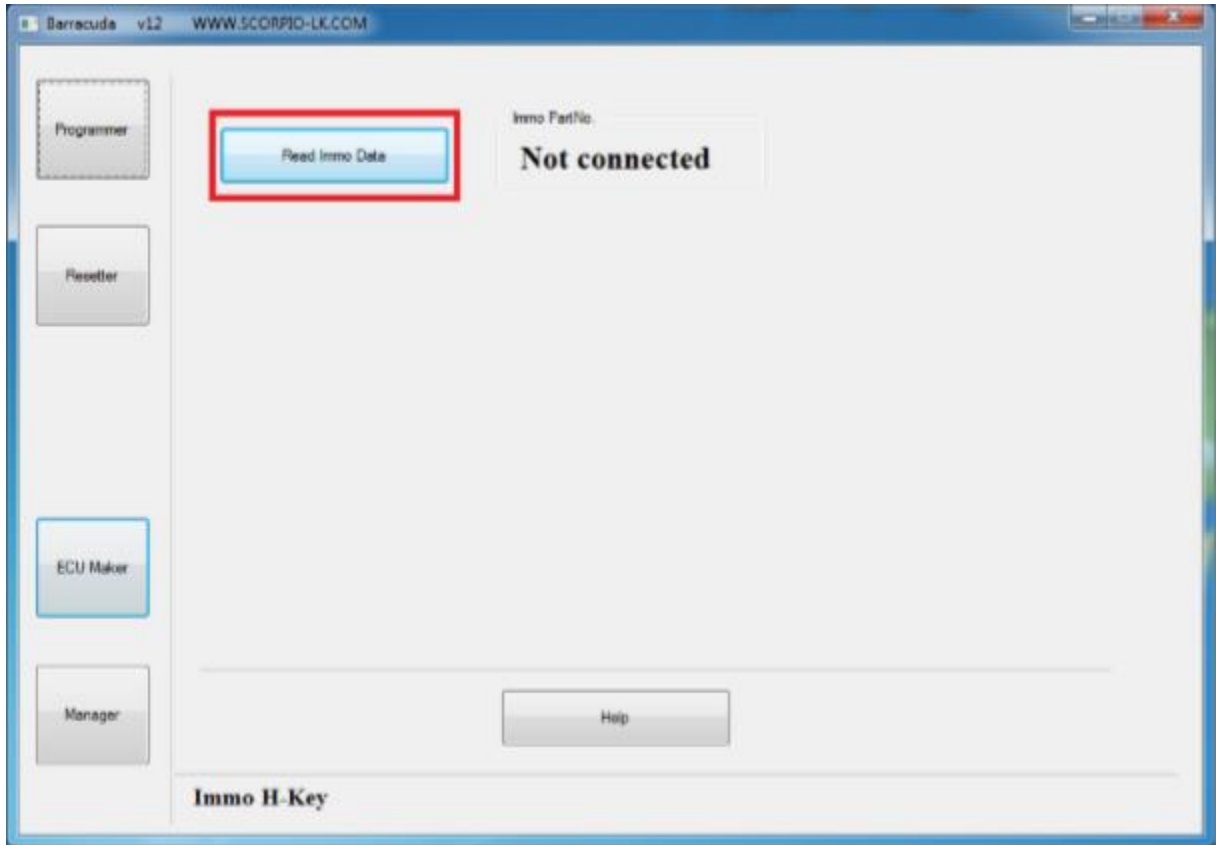 Barracuda v12 WWW.SCORPIO-LK.COM
Programmer
Read Immo Data
Immo PartNo.
Not connected
Resetter
ECU Maker
Manager
Help
Immo H-Key